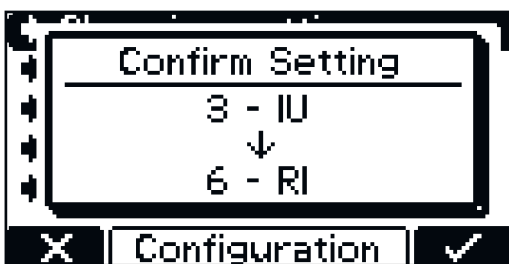 Confirm Setting
3 - IU
↓
6 - RI
Configuration